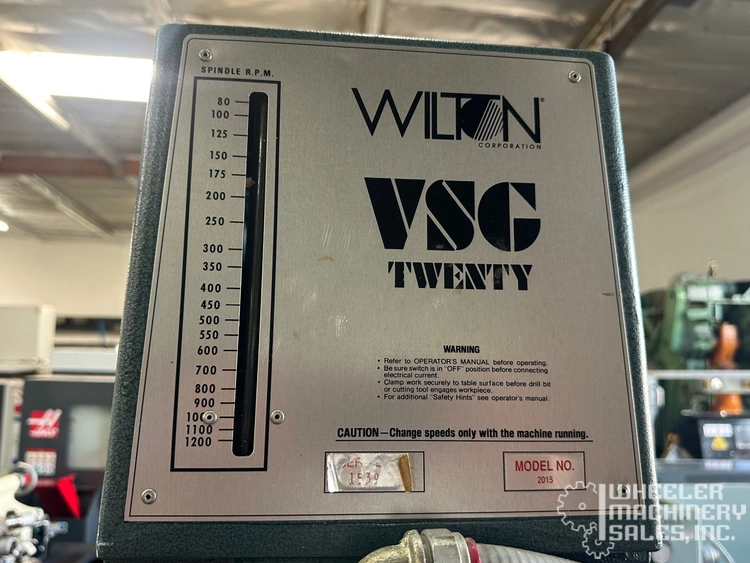 SPINDLE R.P.M.
80
100
125
150
175
200
250
300
350
400
450
500
550
600
700
800
900
1100
1200
WILTON®
CORPORATION
VSG
TWENTY
WARNING
• Refer to OPERATOR'S MANUAL before operating.
• Be sure switch is in "OFF" position before connecting
electrical current.
• Clamp work securely to table surface before drill bit
or cutting tool engages workpiece.
• For additional "Safety Hints" see operator's manual.
CAUTION—Change speeds only with the machine running.
1539
MODEL NO.
2015
WHEELER
MACHINERY
SALES, INC.